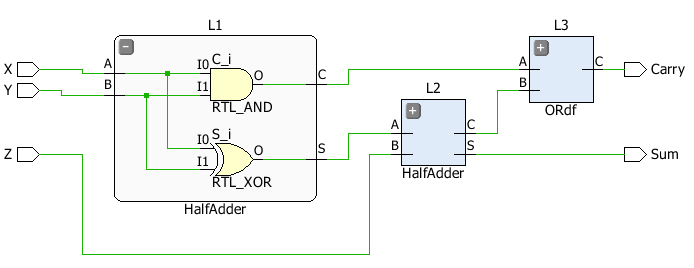 L1
L3
C_i
X
A
I0
O
C
A
C
Carry
Y
B
I1
L2
B
RTL_AND
ORdf
S_i
A
C
I0
O
S
B
S
Z
I1
Sum
RTL_XOR
HalfAdder
HalfAdder